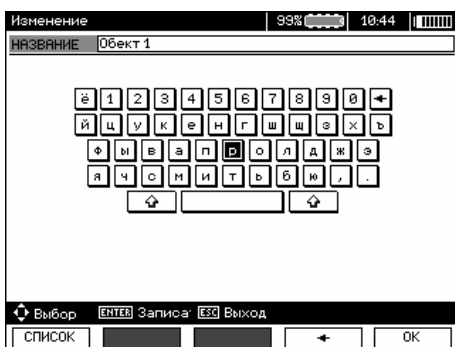 Изменение 99% 10:44
НАЗВАНИЕ Обект 1
ё 1 2 3 4 5 6 7 8 9 0
й ц у к е н г ш щ з х ъ
ф ы в а п р о л д ж э
я ч с м и т ь б ю , .
Выбор ENTER Записа ESC Выход
СПИСОК OK